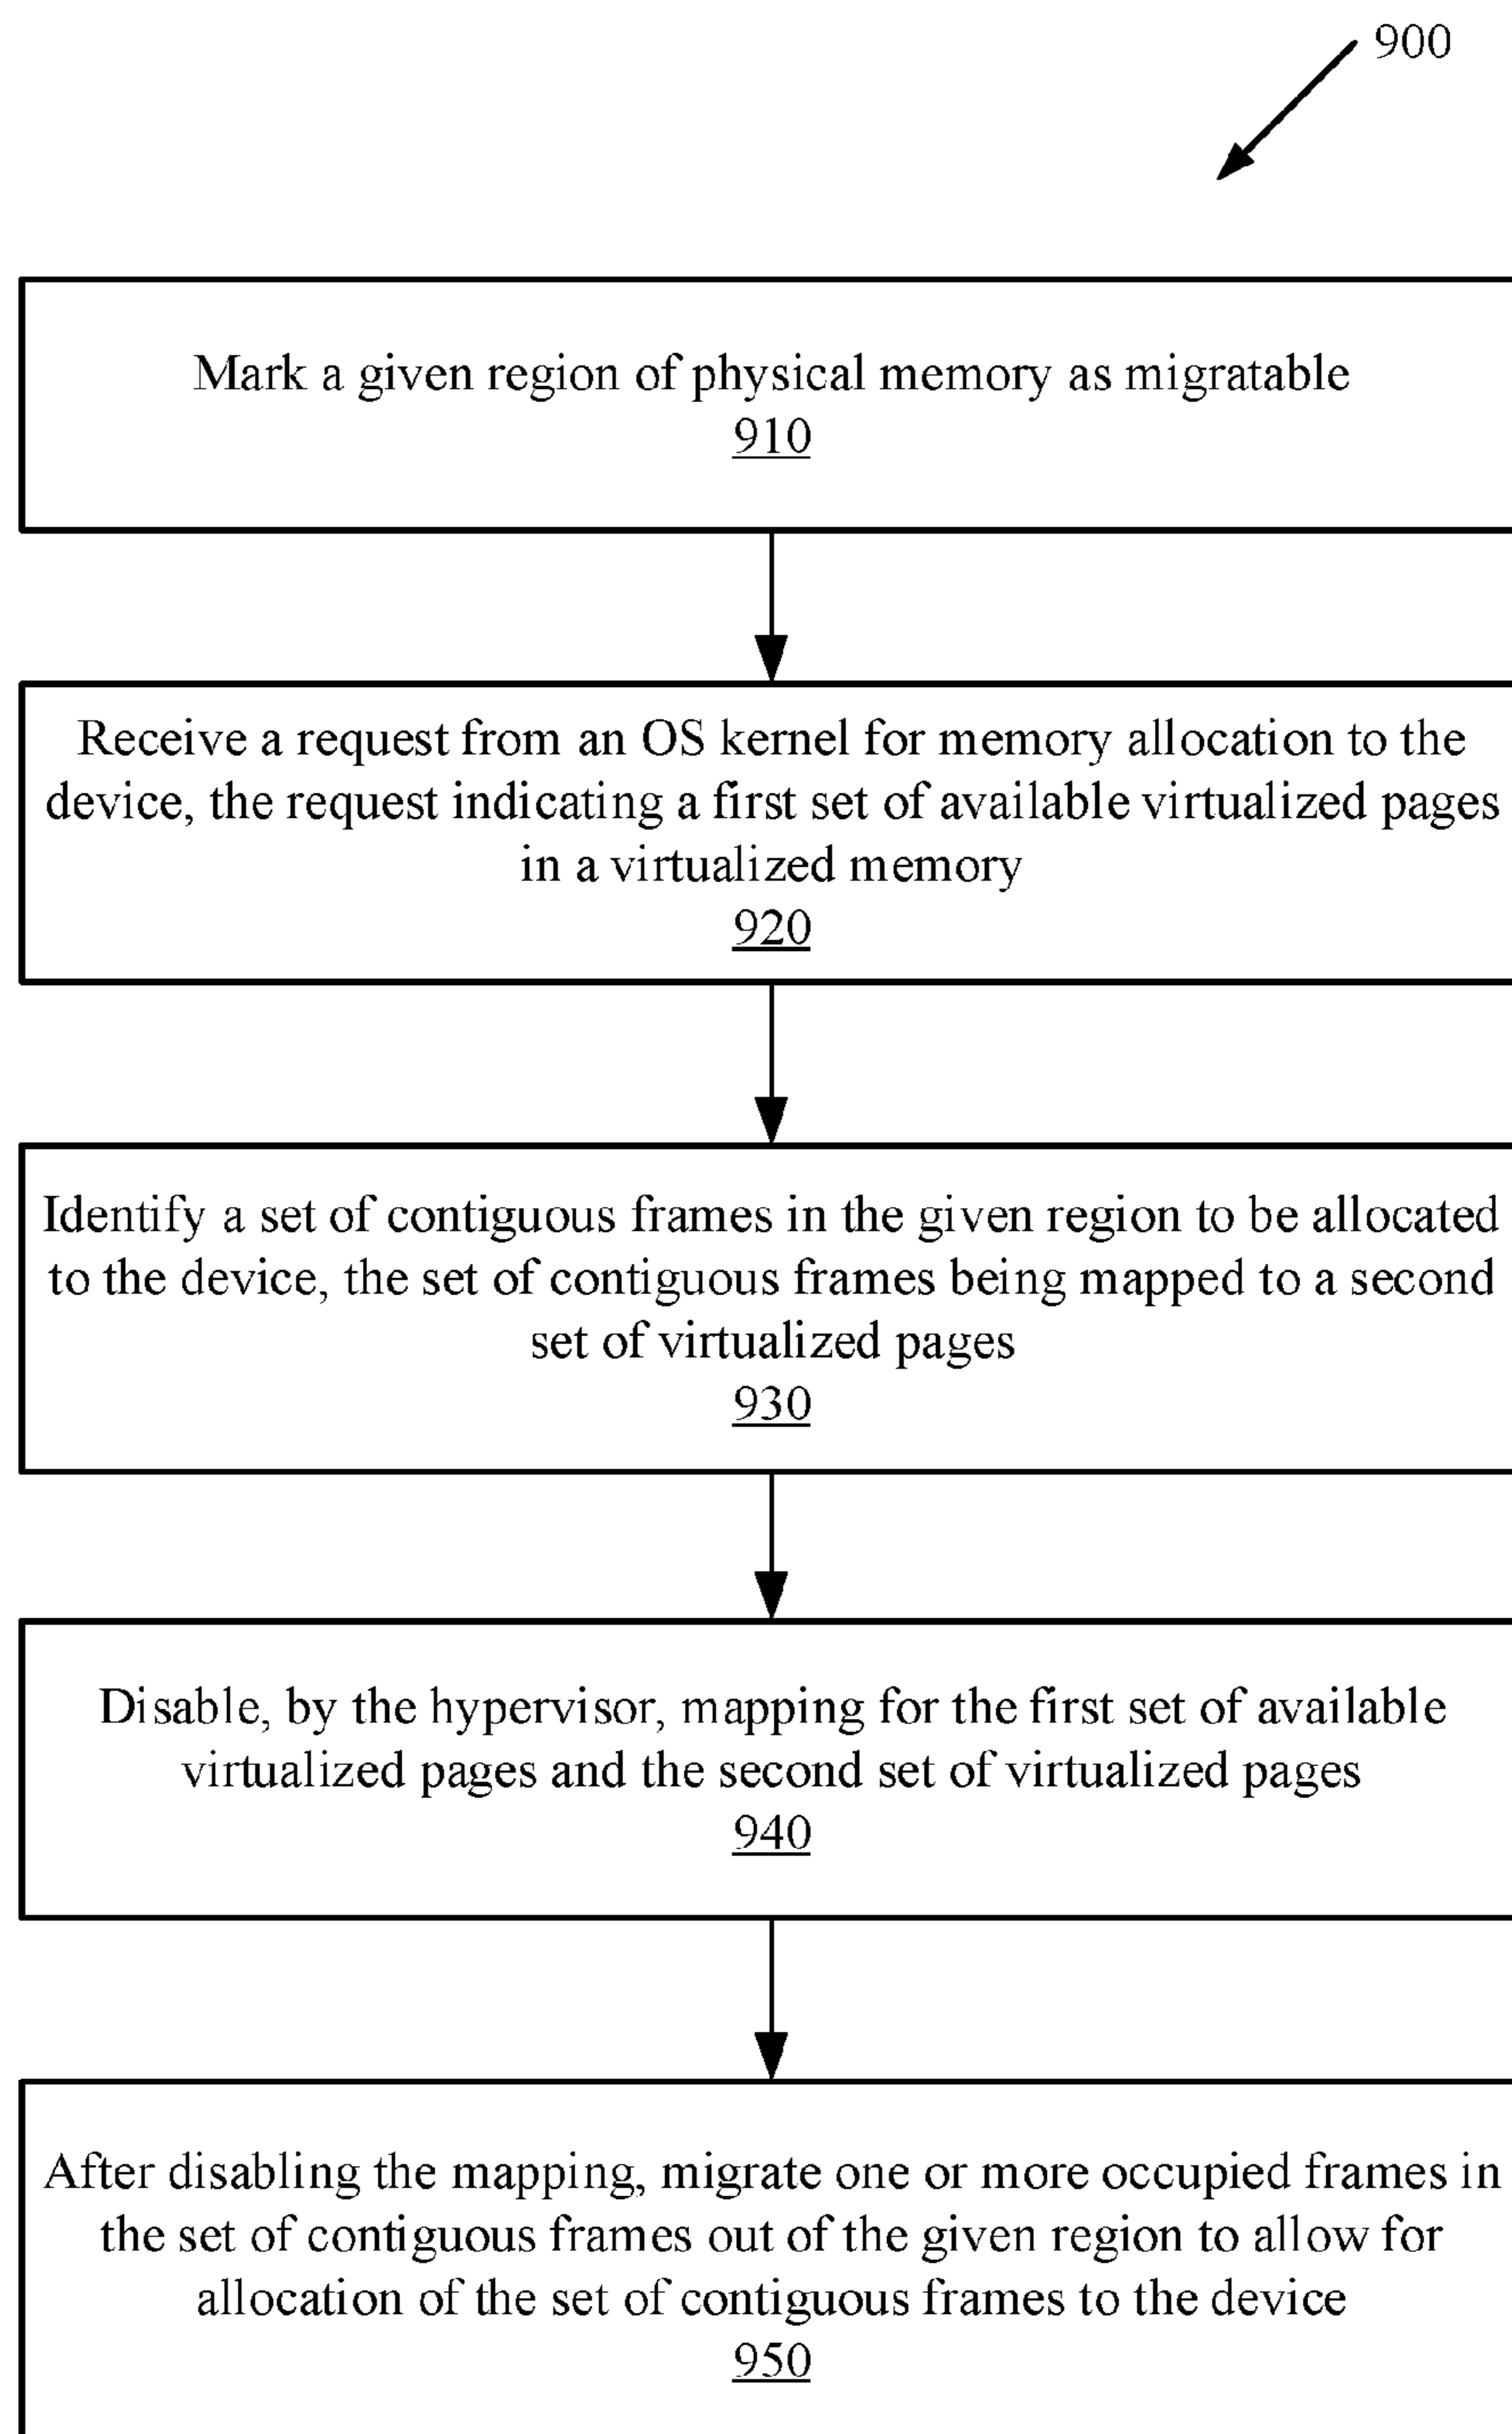 900
Mark a given region of physical memory as migratable
910
Receive a request from an OS kernel for memory allocation to the
device, the request indicating a first set of available virtualized pages
in a virtualized memory
920
Identify a set of contiguous frames in the given region to be allocated
to the device, the set of contiguous frames being mapped to a second
set of virtualized pages
930
Disable, by the hypervisor, mapping for the first set of available
virtualized pages and the second set of virtualized pages
940
After disabling the mapping, migrate one or more occupied frames in
the set of contiguous frames out of the given region to allow for
allocation of the set of contiguous frames to the device
950